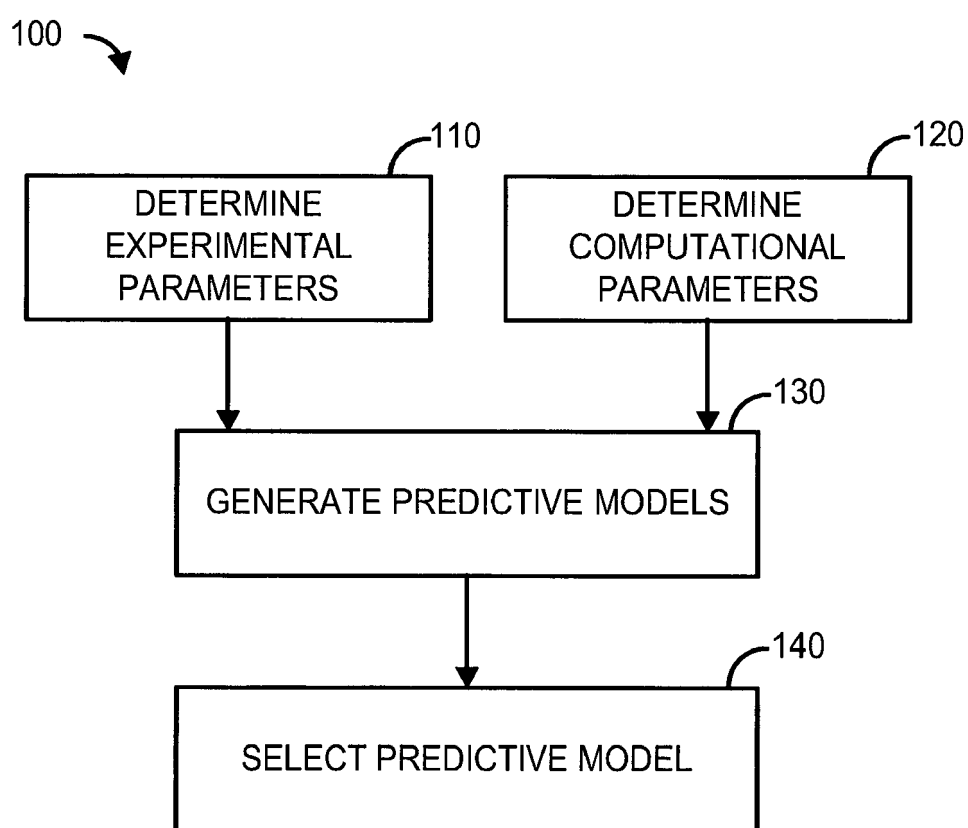 100
110
120
DETERMINE
EXPERIMENTAL
PARAMETERS
DETERMINE
COMPUTATIONAL
PARAMETERS
130
GENERATE PREDICTIVE MODELS
140
SELECT PREDICTIVE MODEL